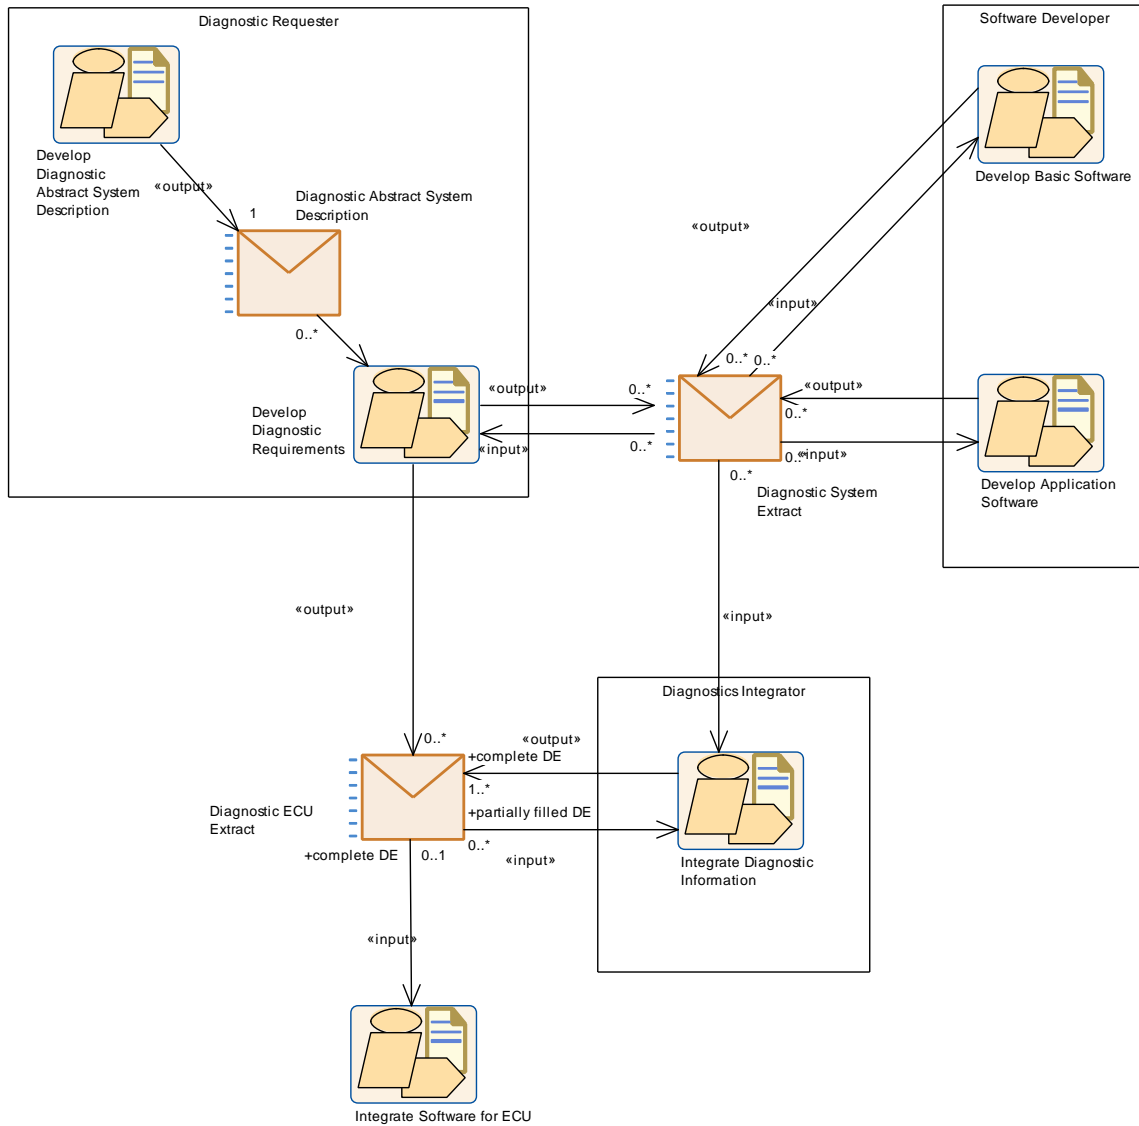 Diagnostic Requester
Software Developer
Develop
Diagnostic
Abstract System
Description
«output»
1
Diagnostic Abstract System
Description
0..*
Develop Basic Software
«output»
«input»
0..*
0..*
Develop
Diagnostic
Requirements
«output»
0..*
«input»
0..*
«output»
0..*
0..*
«input»
0..*
Diagnostic System
Extract
Develop Application
Software
«output»
«input»
Diagnostics Integrator
0..*
«output»
+complete DE
1..*
+partially filled DE
0..*
«input»
Diagnostic ECU
Extract
+complete DE
0..1
Integrate Diagnostic
Information
«input»
Integrate Software for ECU